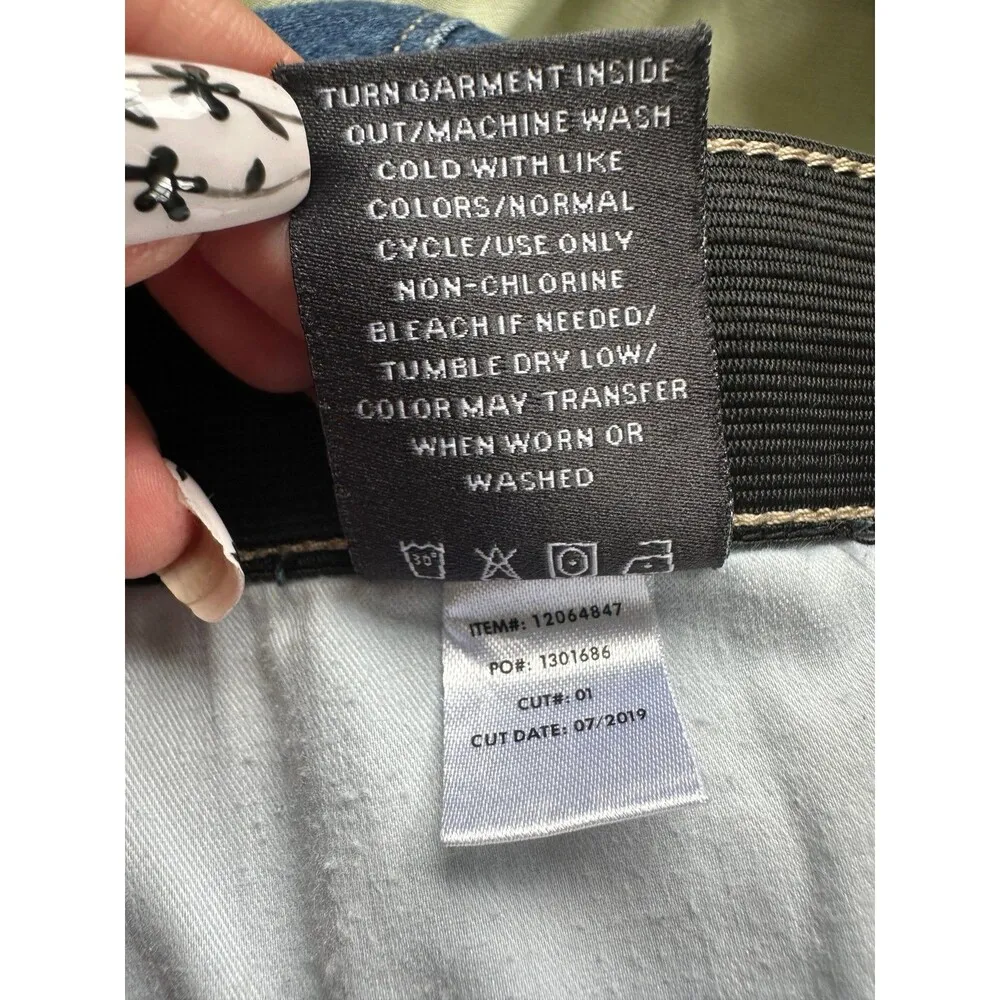 TURN GARMENT INSIDE
OUT/MACHINE WASH
COLD WITH LIKE
COLORS/NORMAL
CYCLE/USE ONLY
NON-CHLORINE
BLEACH IF NEEDED/
TUMBLE DRY LOW/
COLOR MAY TRANSFER
WHEN WORN OR
WASHED
30°
ITEM#: 12064847
PO#: 1301686
CUT#: 01
CUT DATE: 07/2019